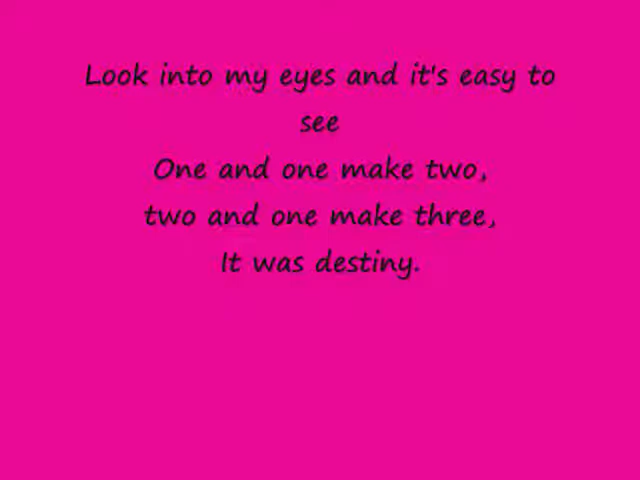 Look into my eyes and it's easy to
see
One and one make two,
two and one make three,
It was destiny.